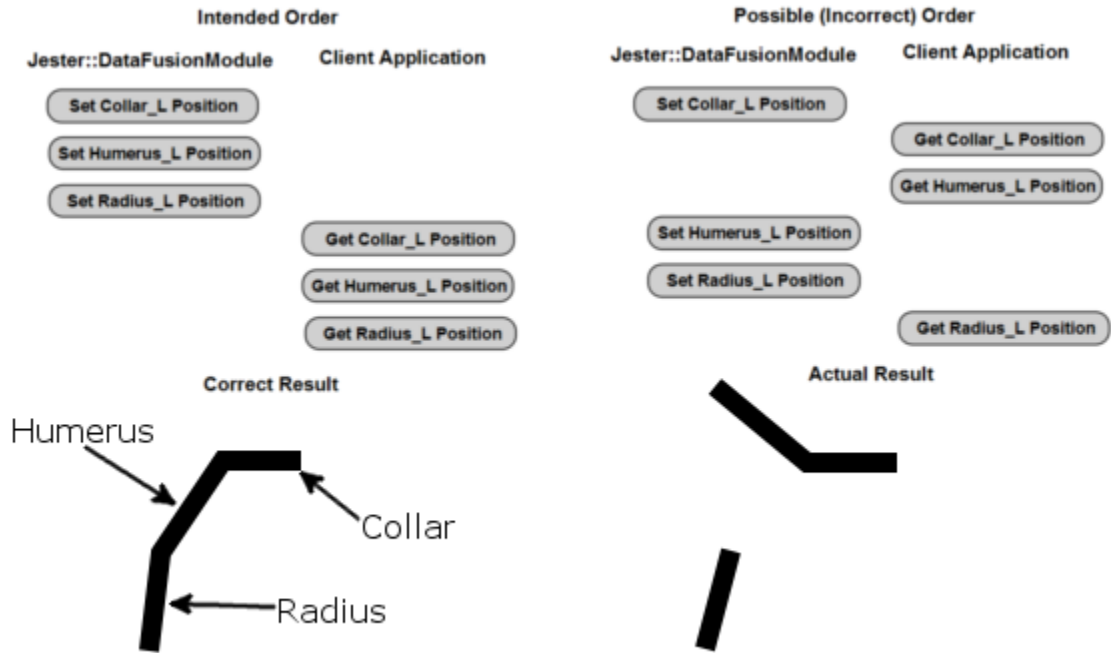 Intended Order
Jester::DataFusionModule
Client Application
Set Collar_L Position
Set Humerus_L Position
Set Radius_L Position
Get Collar_L Position
Get Humerus_L Position
Get Radius_L Position
Correct Result
Humerus
Collar
Radius
Possible (Incorrect) Order
Jester::DataFusionModule
Client Application
Set Collar_L Position
Get Collar_L Position
Get Humerus_L Position
Set Humerus_L Position
Set Radius_L Position
Get Radius_L Position
Actual Result